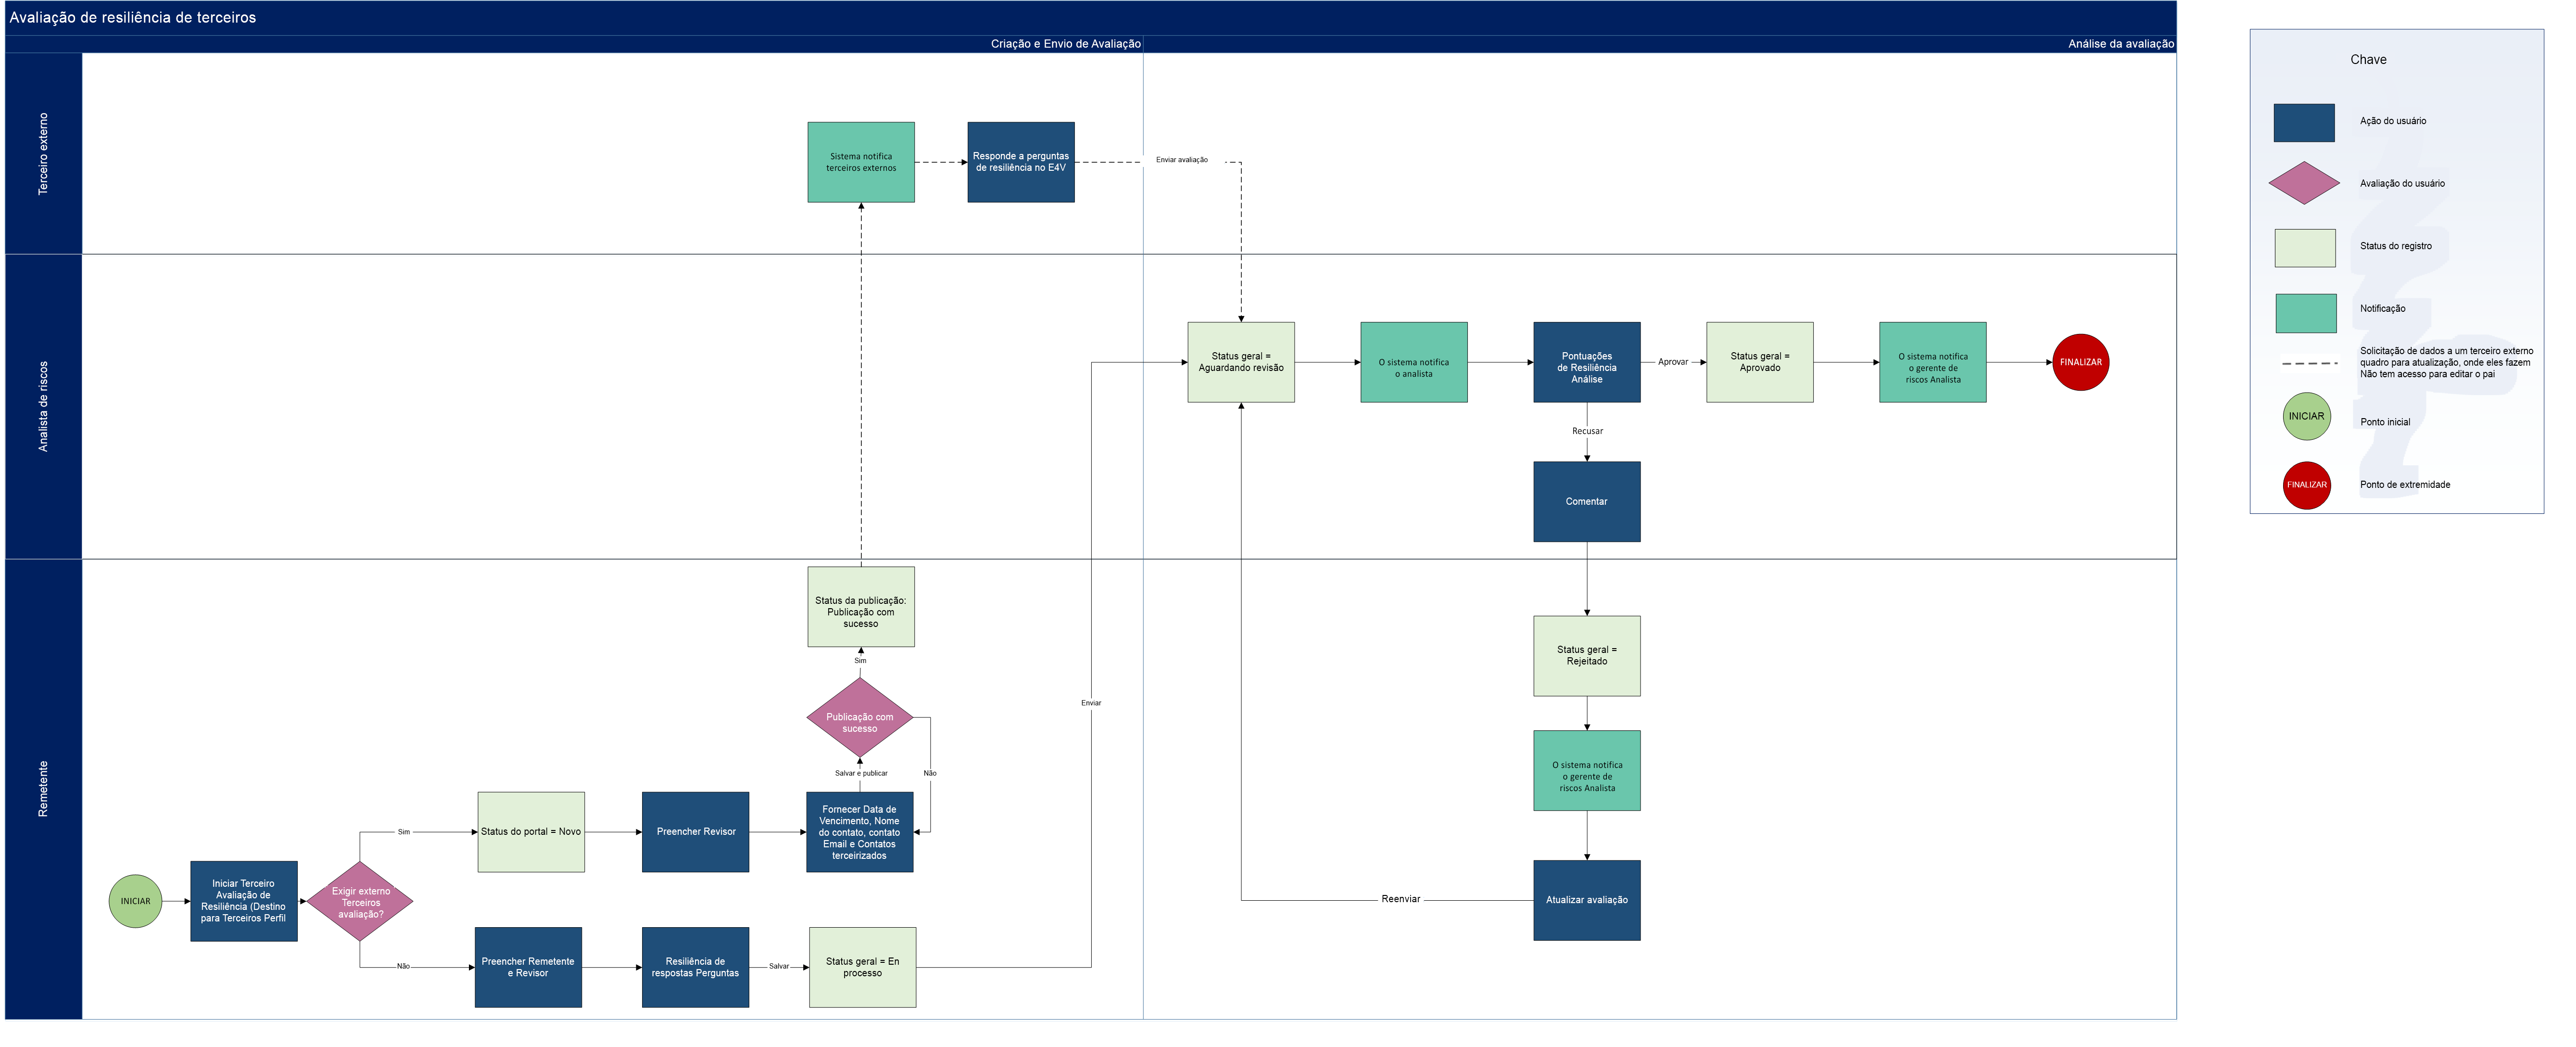 Avaliação de resiliência de terceiros
Criação e Envio de Avaliação
Análise da avaliação
Terceiro externo
Sistema notifica
terceiros externos
Responde a perguntas
de resiliência no E4V
Enviar avaliação
Analista de riscos
Status geral =
Aguardando revisão
O sistema notifica
o analista
Pontuações
de Resiliência
Análise
Aprovar
Status geral =
Aprovado
O sistema notifica
o gerente de
riscos Analista
FINALIZAR
Recusar
Comentar
Remetente
Status da publicação:
Publicação com
sucesso
Sim
Publicação com
sucesso
Salvar e publicar
Não
INICIAR
Iniciar Terceiro
Avaliação de
Resiliência (Destino
para Terceiros Perfil
Exigir externo
Terceiros
avaliação?
Sim
Status do portal = Novo
Preencher Revisor
Fornecer Data de
Vencimento, Nome
do contato, contato
Email e Contatos
terceirizados
Não
Preencher Remetente
e Revisor
Resiliência de
respostas Perguntas
Salvar
Status geral = En
processo
Enviar
Status geral =
Rejeitado
O sistema notifica
o gerente de
riscos Analista
Atualizar avaliação
Reenviar
Chave
Ação do usuário
Avaliação do usuário
Status do registro
Notificação
Solicitação de dados a um terceiro externo
quadro para atualização, onde eles fazem
Não tem acesso para editar o pai
INICIAR
Ponto inicial
FINALIZAR
Ponto de extremidade